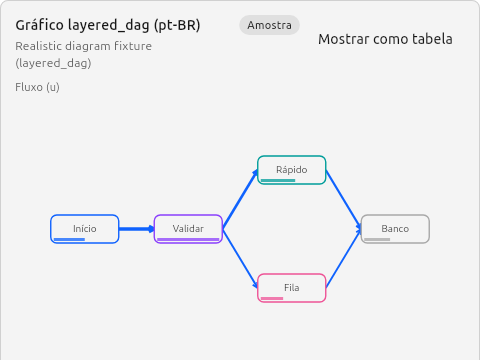 Gráfico layered_dag (pt-BR)
Amostra
Mostrar como tabela
Realistic diagram fixture
(layered_dag)
Fluxo (u)
Rápido
Início
Validar
Banco
Fila